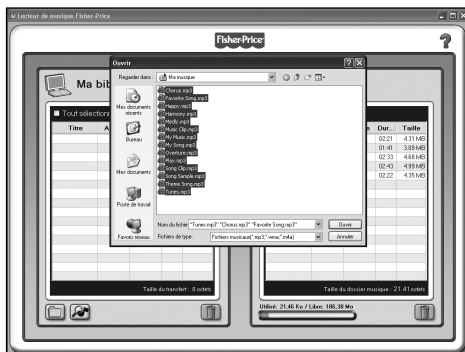 Lecteur de musique Fisher-Price
Fisher-Price
?
Ouvrir
Regarder dans: Ma musique
Ma bib
Mes documents récents
Bureau
Mes documents
Poste de travail
Favoris réseau
Chorus.mp3
Favorite Song.mp3
Happy.mp3
Harmony.mp3
Medly.mp3
Music Clip.mp3
My Music.mp3
My Song.mp3
Overture.mp3
Play.mp3
Song Clip.mp3
Song Sample.mp3
Theme Song.mp3
Tunes.mp3
Nom du fichie "Tunes.mp3" "Chorus.mp3" "Favorite Song.mp3" Ouvrir
Fichiers de type: Fichiers musicaux(*.mp3;*.wma;*.m4a) Annuler
Tout sélectionn
Titre A
n Dur... Taille
02:21 4,31 MB
01:41 3,09 MB
02:33 4,68 MB
02:43 4,99 MB
02:22 4,35 MB
Taille du transfert : 0 octets
Taille du dossier musique : 21.41 octets
Utilisé: 21,46 Ko / Libre: 186,38 Mo